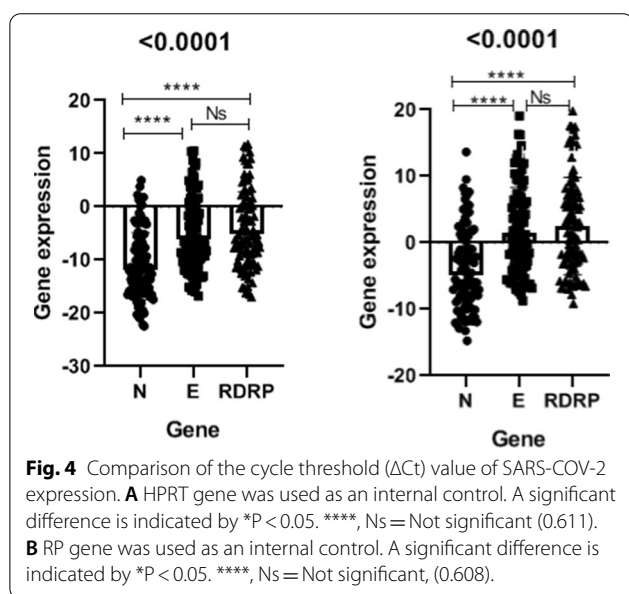 <0.0001
****
****
Ns
20
10
0
-10
-20
-30
Gene expression
N E RDRP
Gene
<0.0001
****
****
Ns
20
10
0
-10
-20
Gene expression
N E RDRP
Gene
Fig. 4 Comparison of the cycle threshold (ΔCt) value of SARS-COV-2
expression. A HPRT gene was used as an internal control. A significant
difference is indicated by *P < 0.05. ****, Ns = Not significant (0.611).
B RP gene was used as an internal control. A significant difference is
indicated by *P < 0.05. ****, Ns = Not significant, (0.608).